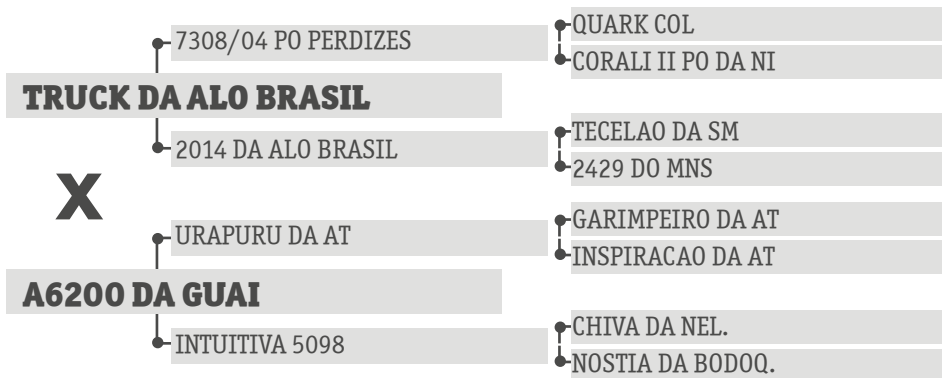 QUARK COL
7308/04 PO PERDIZES
CORALI II PO DA NI
TRUCK DA ALO BRASIL
TECELAO DA SM
2014 DA ALO BRASIL
2429 DO MNS
X
GARIMPEIRO DA AT
URAPURU DA AT
INSPIRACAO DA AT
A6200 DA GUAI
CHIVA DA NEL.
INTUITIVA 5098
NOSTIA DA BODOQ.